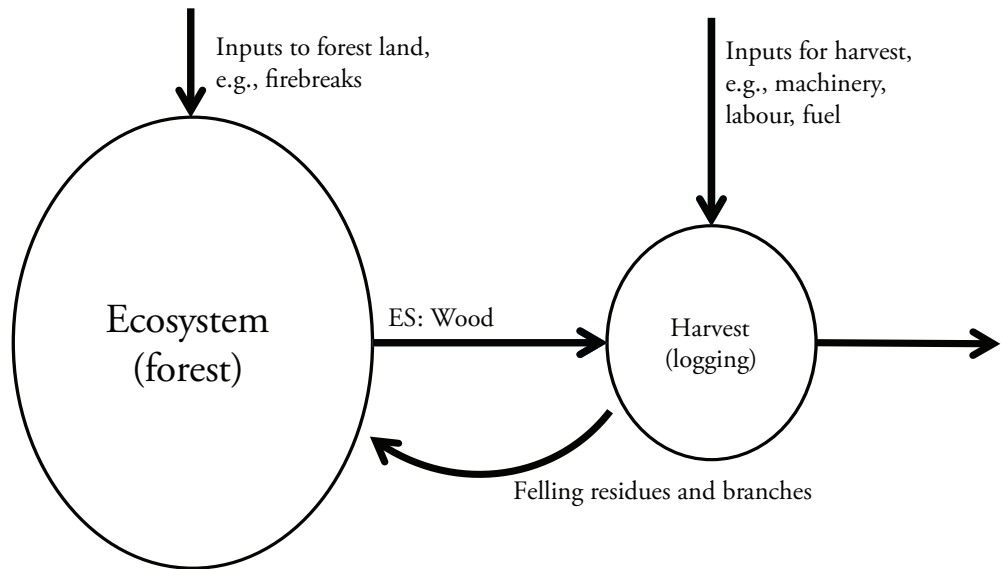 Inputs to forest land,
e.g., firebreaks
Inputs for harvest,
e.g., machinery,
labour, fuel
Ecosystem
(forest)
ES: Wood
Harvest
(logging)
Felling residues and branches